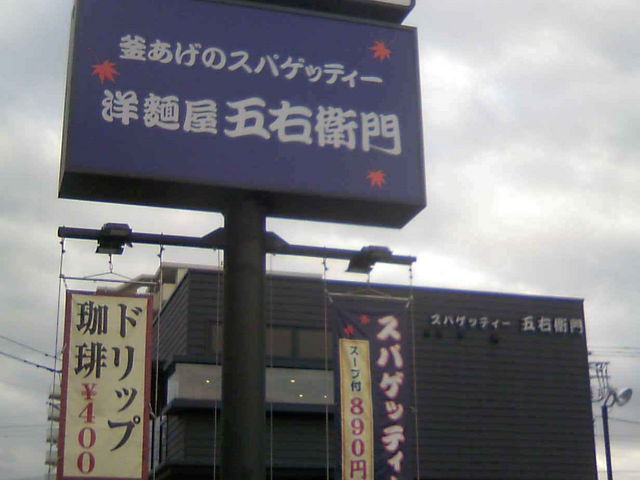 釜あげのスパゲッティー
洋麺屋 五右衛門
スパゲッティー 五右衛門
ドリップ
珈琲 ¥400
スパゲッティ
スープ付 890円